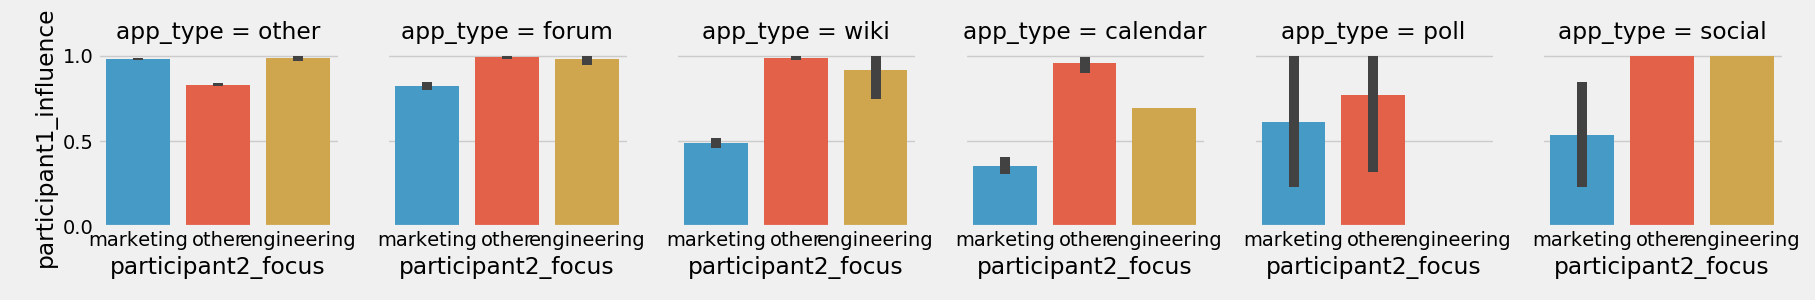 participant1_influence
1.0
0.5
0.0
app_type = other
marketing other engineering
participant2_focus
app_type = forum
marketing other engineering
participant2_focus
app_type = wiki
marketing other engineering
participant2_focus
app_type = calendar
marketing other engineering
participant2_focus
app_type = poll
marketing other engineering
participant2_focus
app_type = social
marketing other engineering
participant2_focus